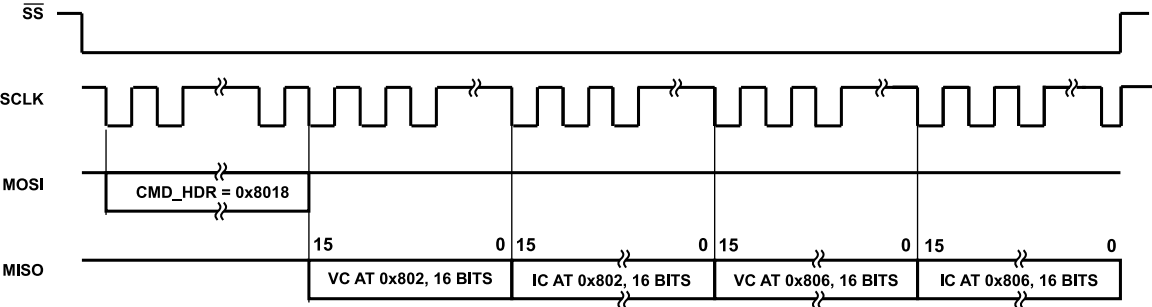 SS
SCLK
MOSI
CMD_HDR = 0x8018
15 0 15 0 15 0 15 0
MISO
VC AT 0x802, 16 BITS IC AT 0x802, 16 BITS VC AT 0x806, 16 BITS IC AT 0x806, 16 BITS